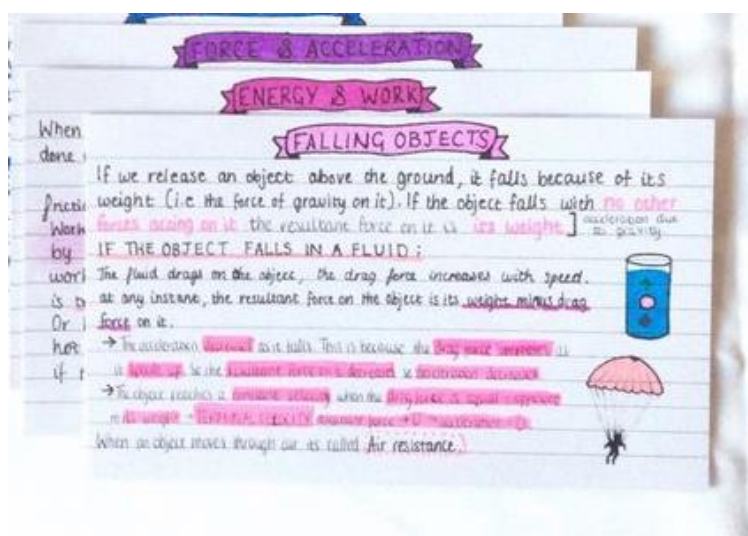 FORCE & ACCELERATION
ENERGY & WORK
When
done
by
is
Or
if
FALLING OBJECTS
If we release an object above the ground, it falls because of its
weight (i.e the force of gravity on it). If the object falls with no other
forces acting on it the resultant force on it is its weight ] acceleration due
to gravity
IF THE OBJECT FALLS IN A FLUID :
The fluid drags on the object, the drag force increases with speed.
at any instant, the resultant force on the object is its weight minus drag
force on it.
→ The acceleration decreases as it falls. This is because the drag force increases as
it speeds up. So the resultant force on it decreases so acceleration decreases
→ The object reaches a constant velocity when the drag force is equal & opposite
to its weight - TERMINAL VELOCITY resultant force = 0 acceleration = 0
When an object moves through air its called Air resistance.